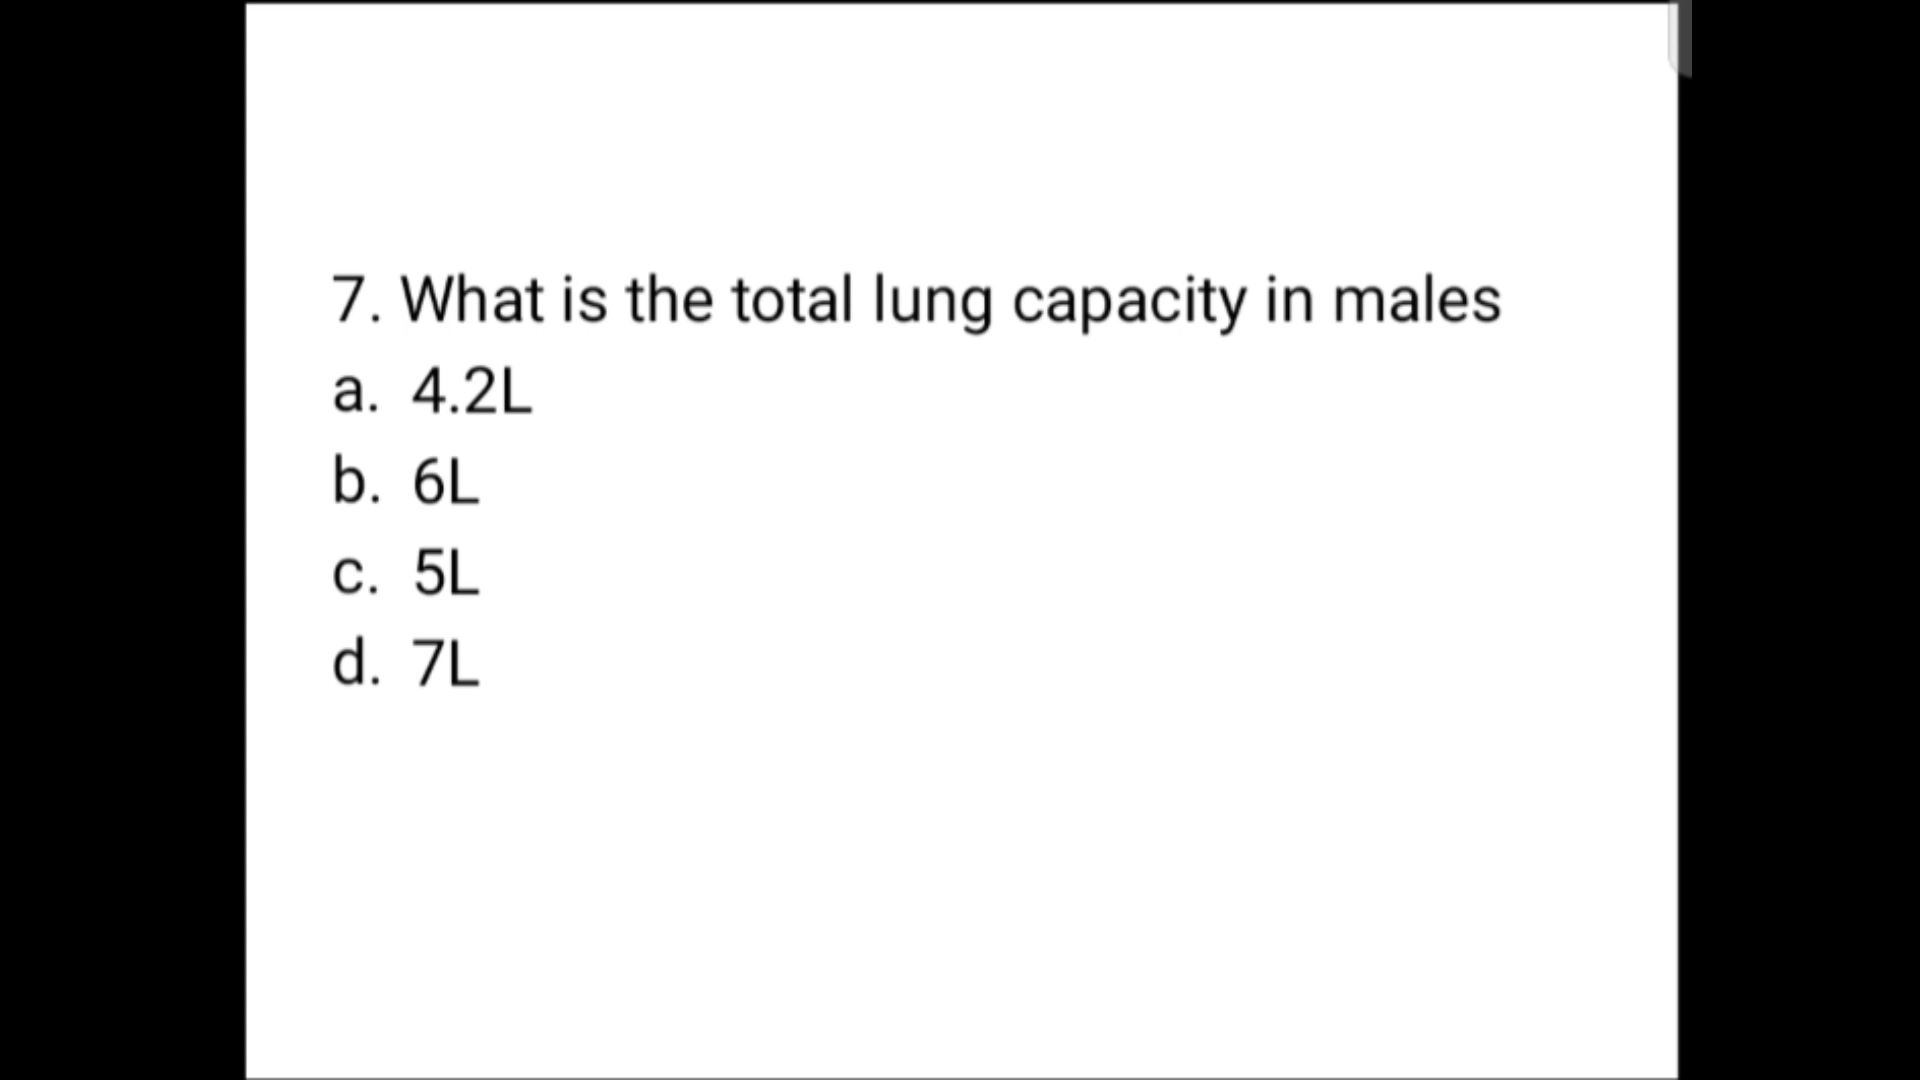 7. What is the total lung capacity in males
a. 4.2L
b. 6L
c. 5L
d. 7L